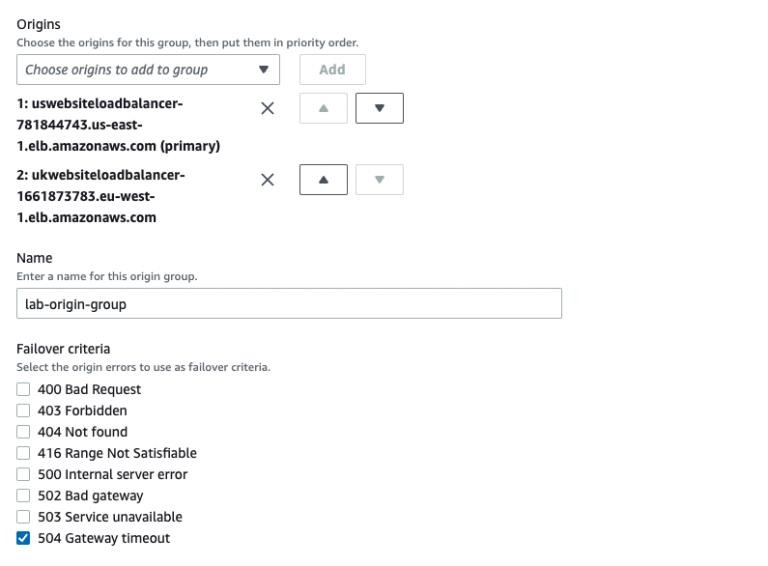 Origins
Choose the origins for this group, then put them in priority order.
Choose origins to add to group
Add
1: uswebsiteloadbalancer-
781844743.us-east-
1.elb.amazonaws.com (primary)
2: ukwebsiteloadbalancer-
1661873783.eu-west-
1.elb.amazonaws.com
Name
Enter a name for this origin group.
lab-origin-group
Failover criteria
Select the origin errors to use as failover criteria.
400 Bad Request
403 Forbidden
404 Not found
416 Range Not Satisfiable
500 Internal server error
502 Bad gateway
503 Service unavailable
504 Gateway timeout